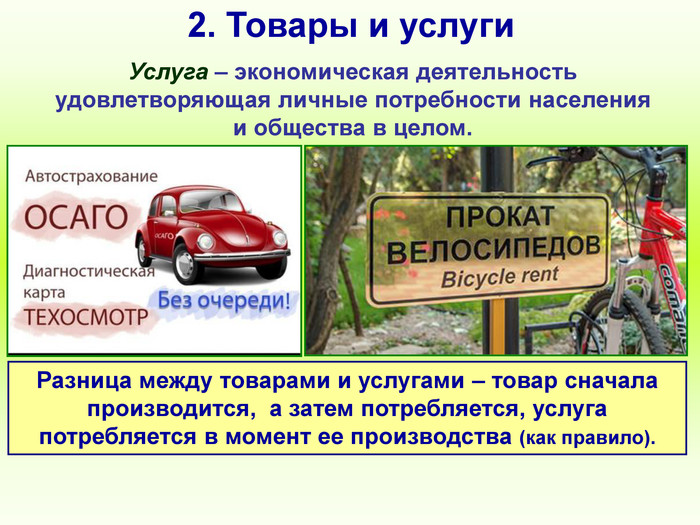 2. Товары и услуги
Услуга – экономическая деятельность
удовлетворяющая личные потребности населения
и общества в целом.
Автострахование
ОСАГО
ОСАГО
Диагностическая
карта
Без очереди!
ТЕХОСМОТР
ПРОКАТ
ВЕЛОСИПЕДОВ
Bicycle rent
comanche
Разница между товарами и услугами – товар сначала
производится, а затем потребляется, услуга
потребляется в момент ее производства (как правило).